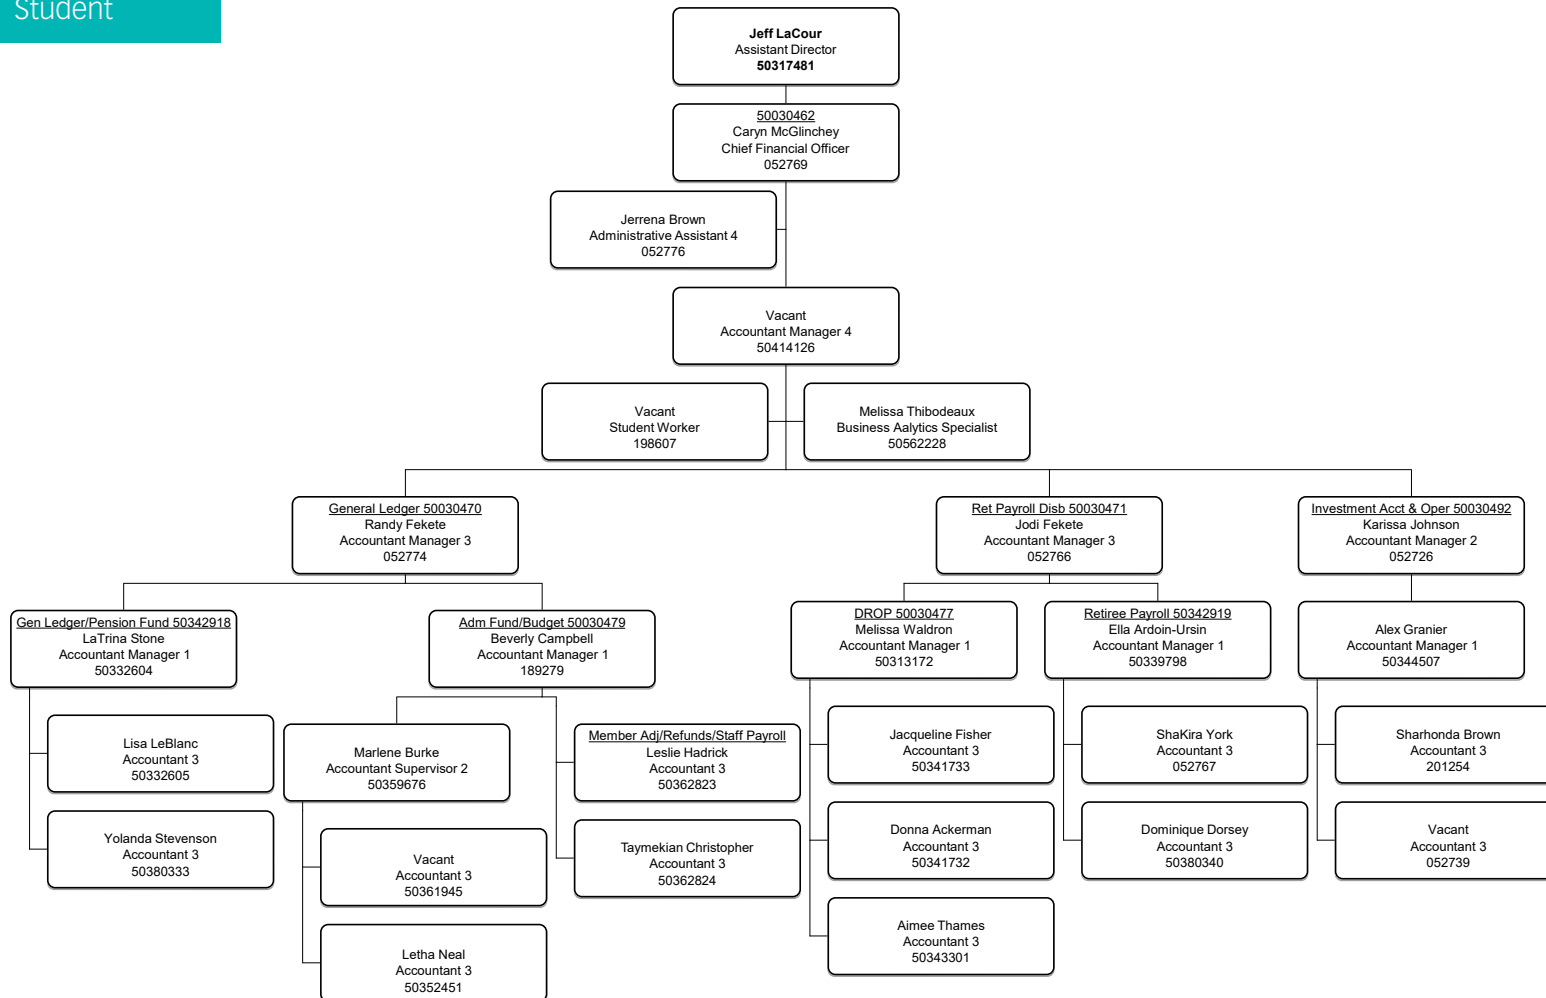 Student
Jeff LaCour
Assistant Director
50317481
50030462
Caryn McGlinchey
Chief Financial Officer
052769
Jerrena Brown
Administrative Assistant 4
052776
Vacant
Accountant Manager 4
50414126
Vacant
Student Worker
198607
Melissa Thibodeaux
Business Aalytics Specialist
50562228
General Ledger 50030470
Randy Fekete
Accountant Manager 3
052774
Ret Payroll Disb 50030471
Jodi Fekete
Accountant Manager 3
052766
Investment Acct & Oper 50030492
Karissa Johnson
Accountant Manager 2
052726
Gen Ledger/Pension Fund 50342918
LaTrina Stone
Accountant Manager 1
50332604
Adm Fund/Budget 50030479
Beverly Campbell
Accountant Manager 1
189279
DROP 50030477
Melissa Waldron
Accountant Manager 1
50313172
Retiree Payroll 50342919
Ella Ardoin-Ursin
Accountant Manager 1
50339798
Alex Granier
Accountant Manager 1
50344507
Lisa LeBlanc
Accountant 3
50332605
Marlene Burke
Accountant Supervisor 2
50359676
Member Adj/Refunds/Staff Payroll
Leslie Hadrick
Accountant 3
50362823
Jacqueline Fisher
Accountant 3
50341733
ShaKira York
Accountant 3
052767
Sharhonda Brown
Accountant 3
201254
Yolanda Stevenson
Accountant 3
50380333
Vacant
Accountant 3
50361945
Taymekian Christopher
Accountant 3
50362824
Donna Ackerman
Accountant 3
50341732
Dominique Dorsey
Accountant 3
50380340
Vacant
Accountant 3
052739
Letha Neal
Accountant 3
50352451
Aimee Thames
Accountant 3
50343301